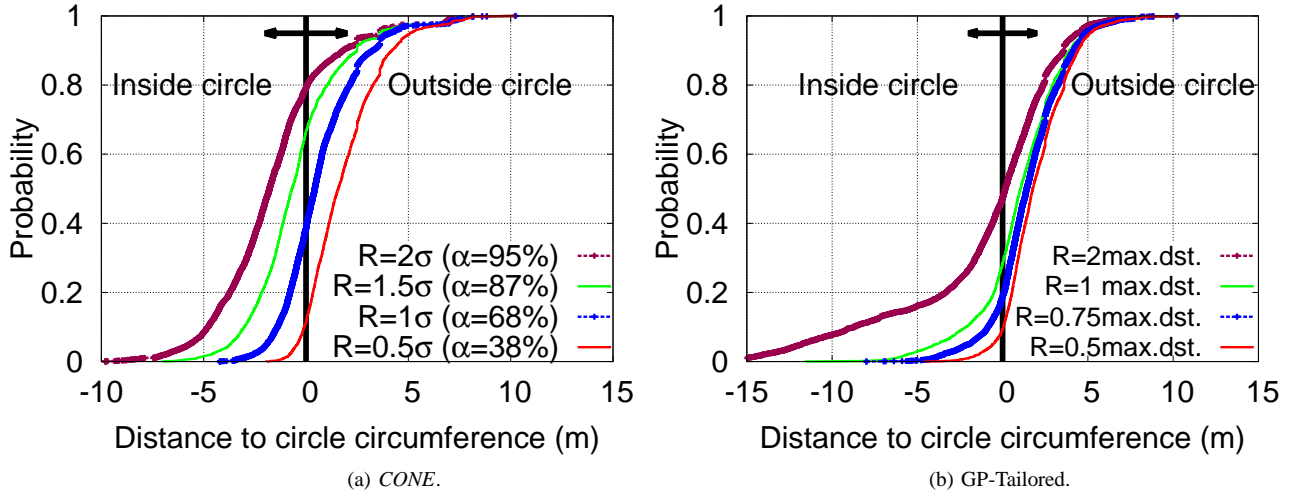 1
0.8
0.6
0.4
0.2
0
Probability
Inside circle
Outside circle
R=2σ (α=95%)
R=1.5σ (α=87%)
R=1σ (α=68%)
R=0.5σ (α=38%)
-10 -5 0 5 10 15
Distance to circle circumference (m)
(a) CONE.
1
0.8
0.6
0.4
0.2
0
Probability
Inside circle
Outside circle
R=2max.dst.
R=1 max.dst.
R=0.75max.dst.
R=0.5max.dst.
-15 -10 -5 0 5 10 15
Distance to circle circumference (m)
(b) GP-Tailored.